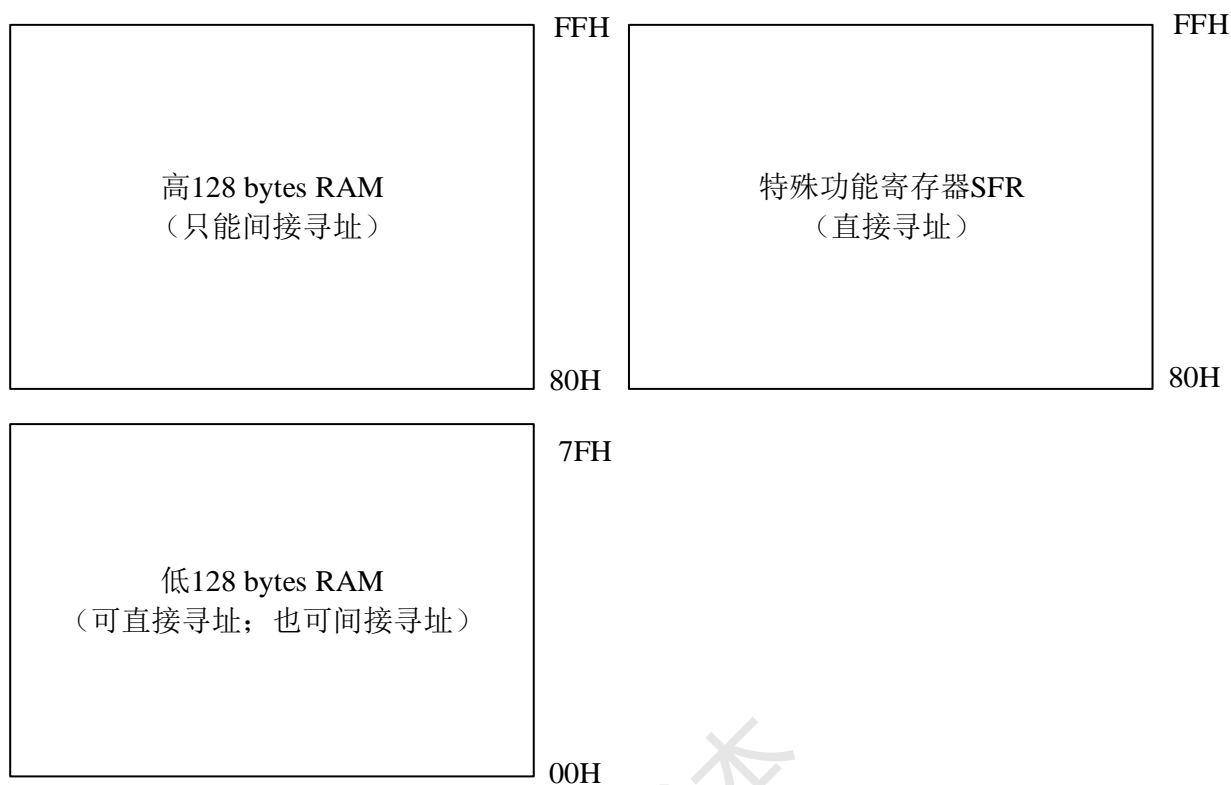 FFH
高128 bytes RAM
（只能间接寻址）
80H
FFH
特殊功能寄存器SFR
（直接寻址）
80H
7FH
低128 bytes RAM
（可直接寻址；也可间接寻址）
00H
本